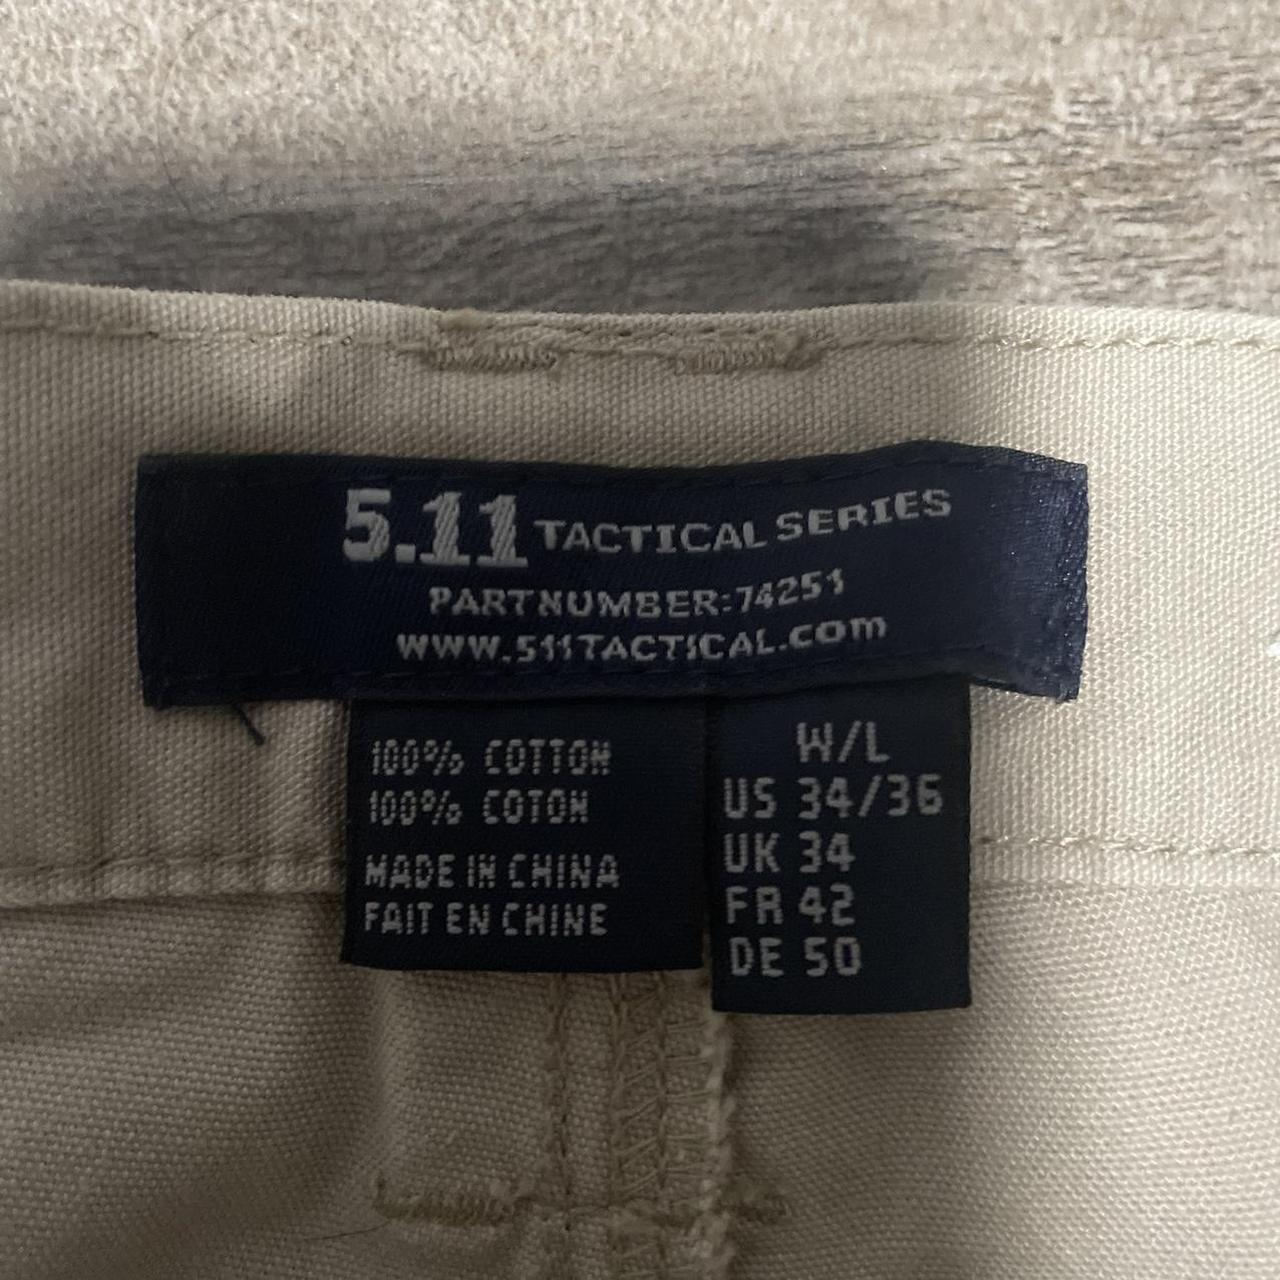 5.11 TACTICAL SERIES
PART NUMBER: 74251
WWW.511TACTICAL.com
100% COTTON
100% COTON
MADE IN CHINA
FAIT EN CHINE
W/L
US 34/36
UK 34
FR 42
DE 50